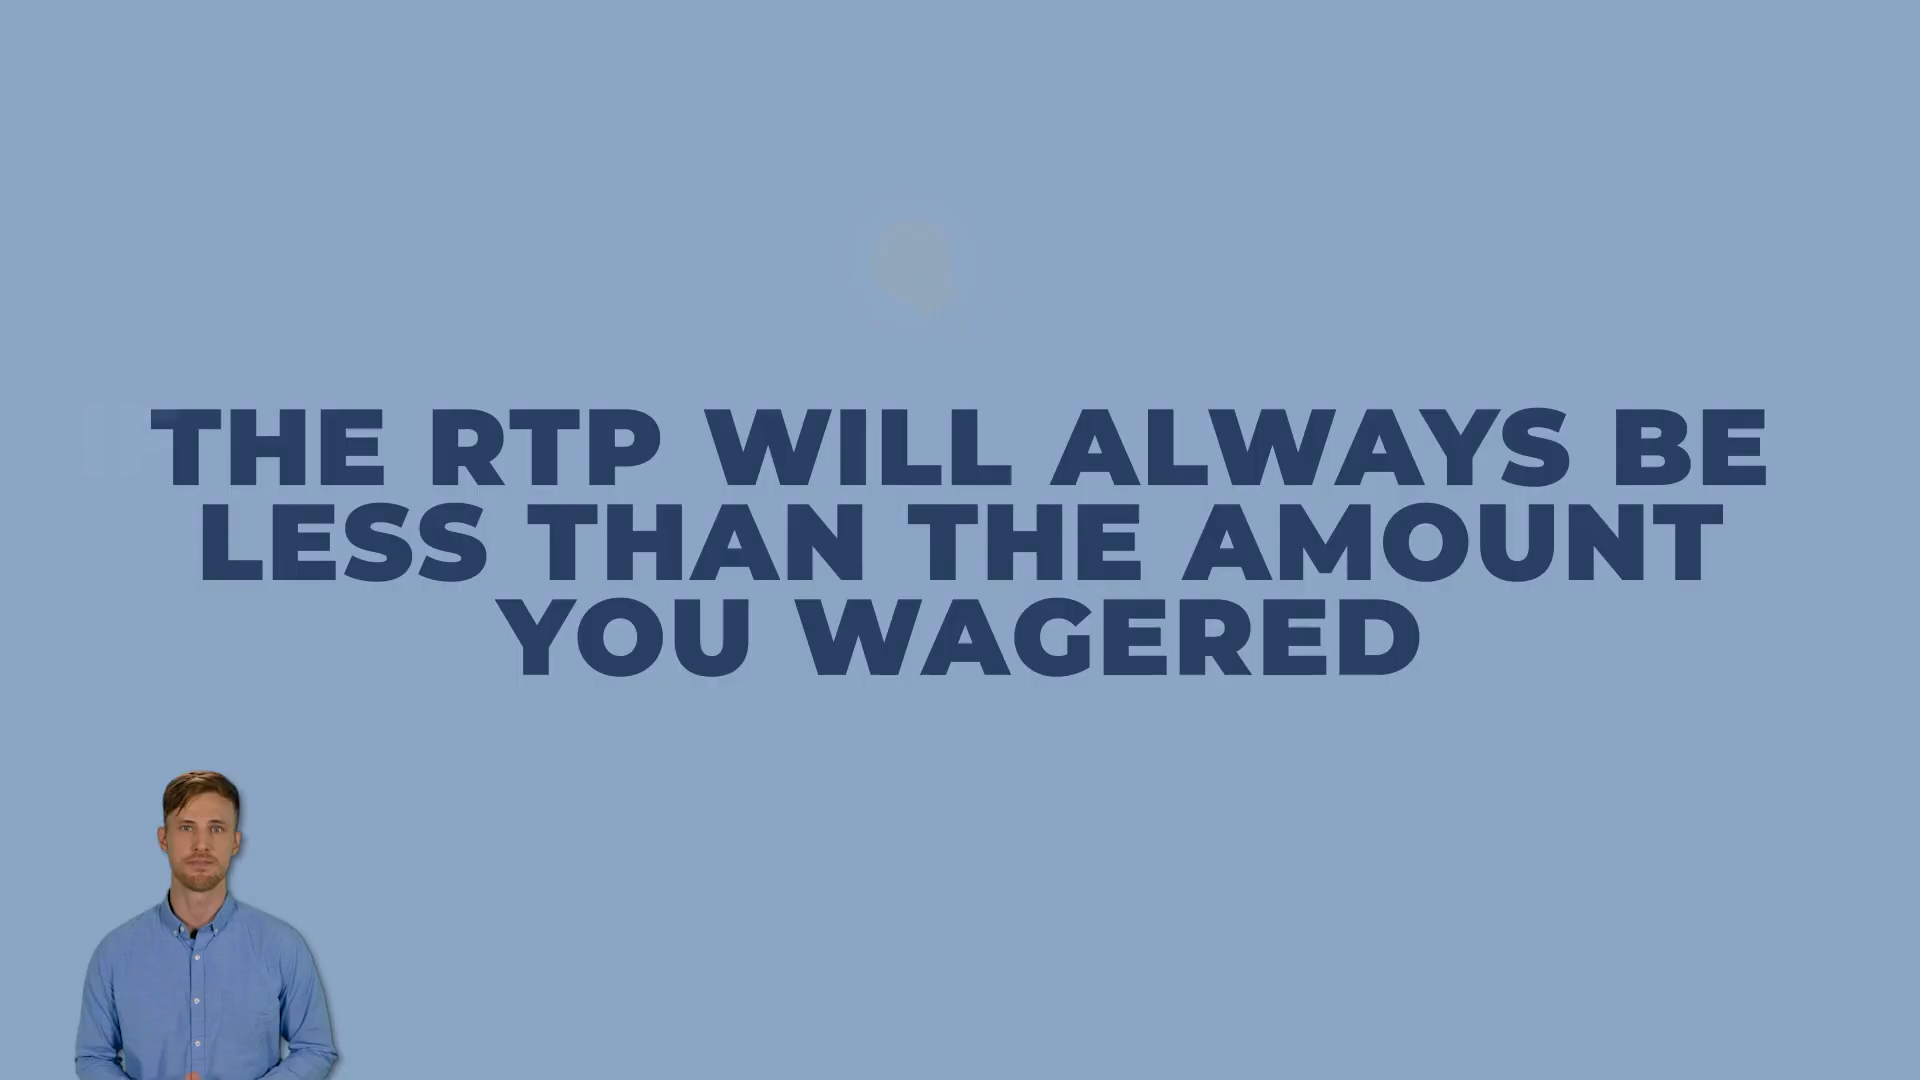 THE RTP WILL ALWAYS BE
LESS THAN THE AMOUNT
YOU WAGERED